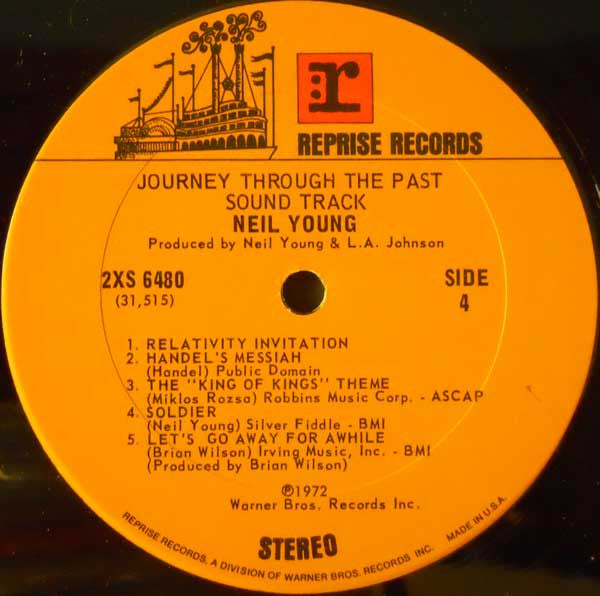 r
REPRISE RECORDS
JOURNEY THROUGH THE PAST
SOUND TRACK
NEIL YOUNG
Produced by Neil Young & L.A. Johnson
2XS 6480
(31,515)
SIDE
4
1. RELATIVITY INVITATION
2. HANDEL'S MESSIAH
(Handel) Public Domain
3. THE "KING OF KINGS" THEME
(Miklos Rozsa) Robbins Music Corp. - ASCAP
4. SOLDIER
(Neil Young) Silver Fiddle - BMI
5. LET'S GO AWAY FOR AWHILE
(Brian Wilson) Irving Music, Inc. - BMI
(Produced by Brian Wilson)
℗1972
Warner Bros. Records Inc.
STEREO
REPRISE RECORDS, A DIVISION OF WARNER BROS. RECORDS INC. MADE IN U.S.A.